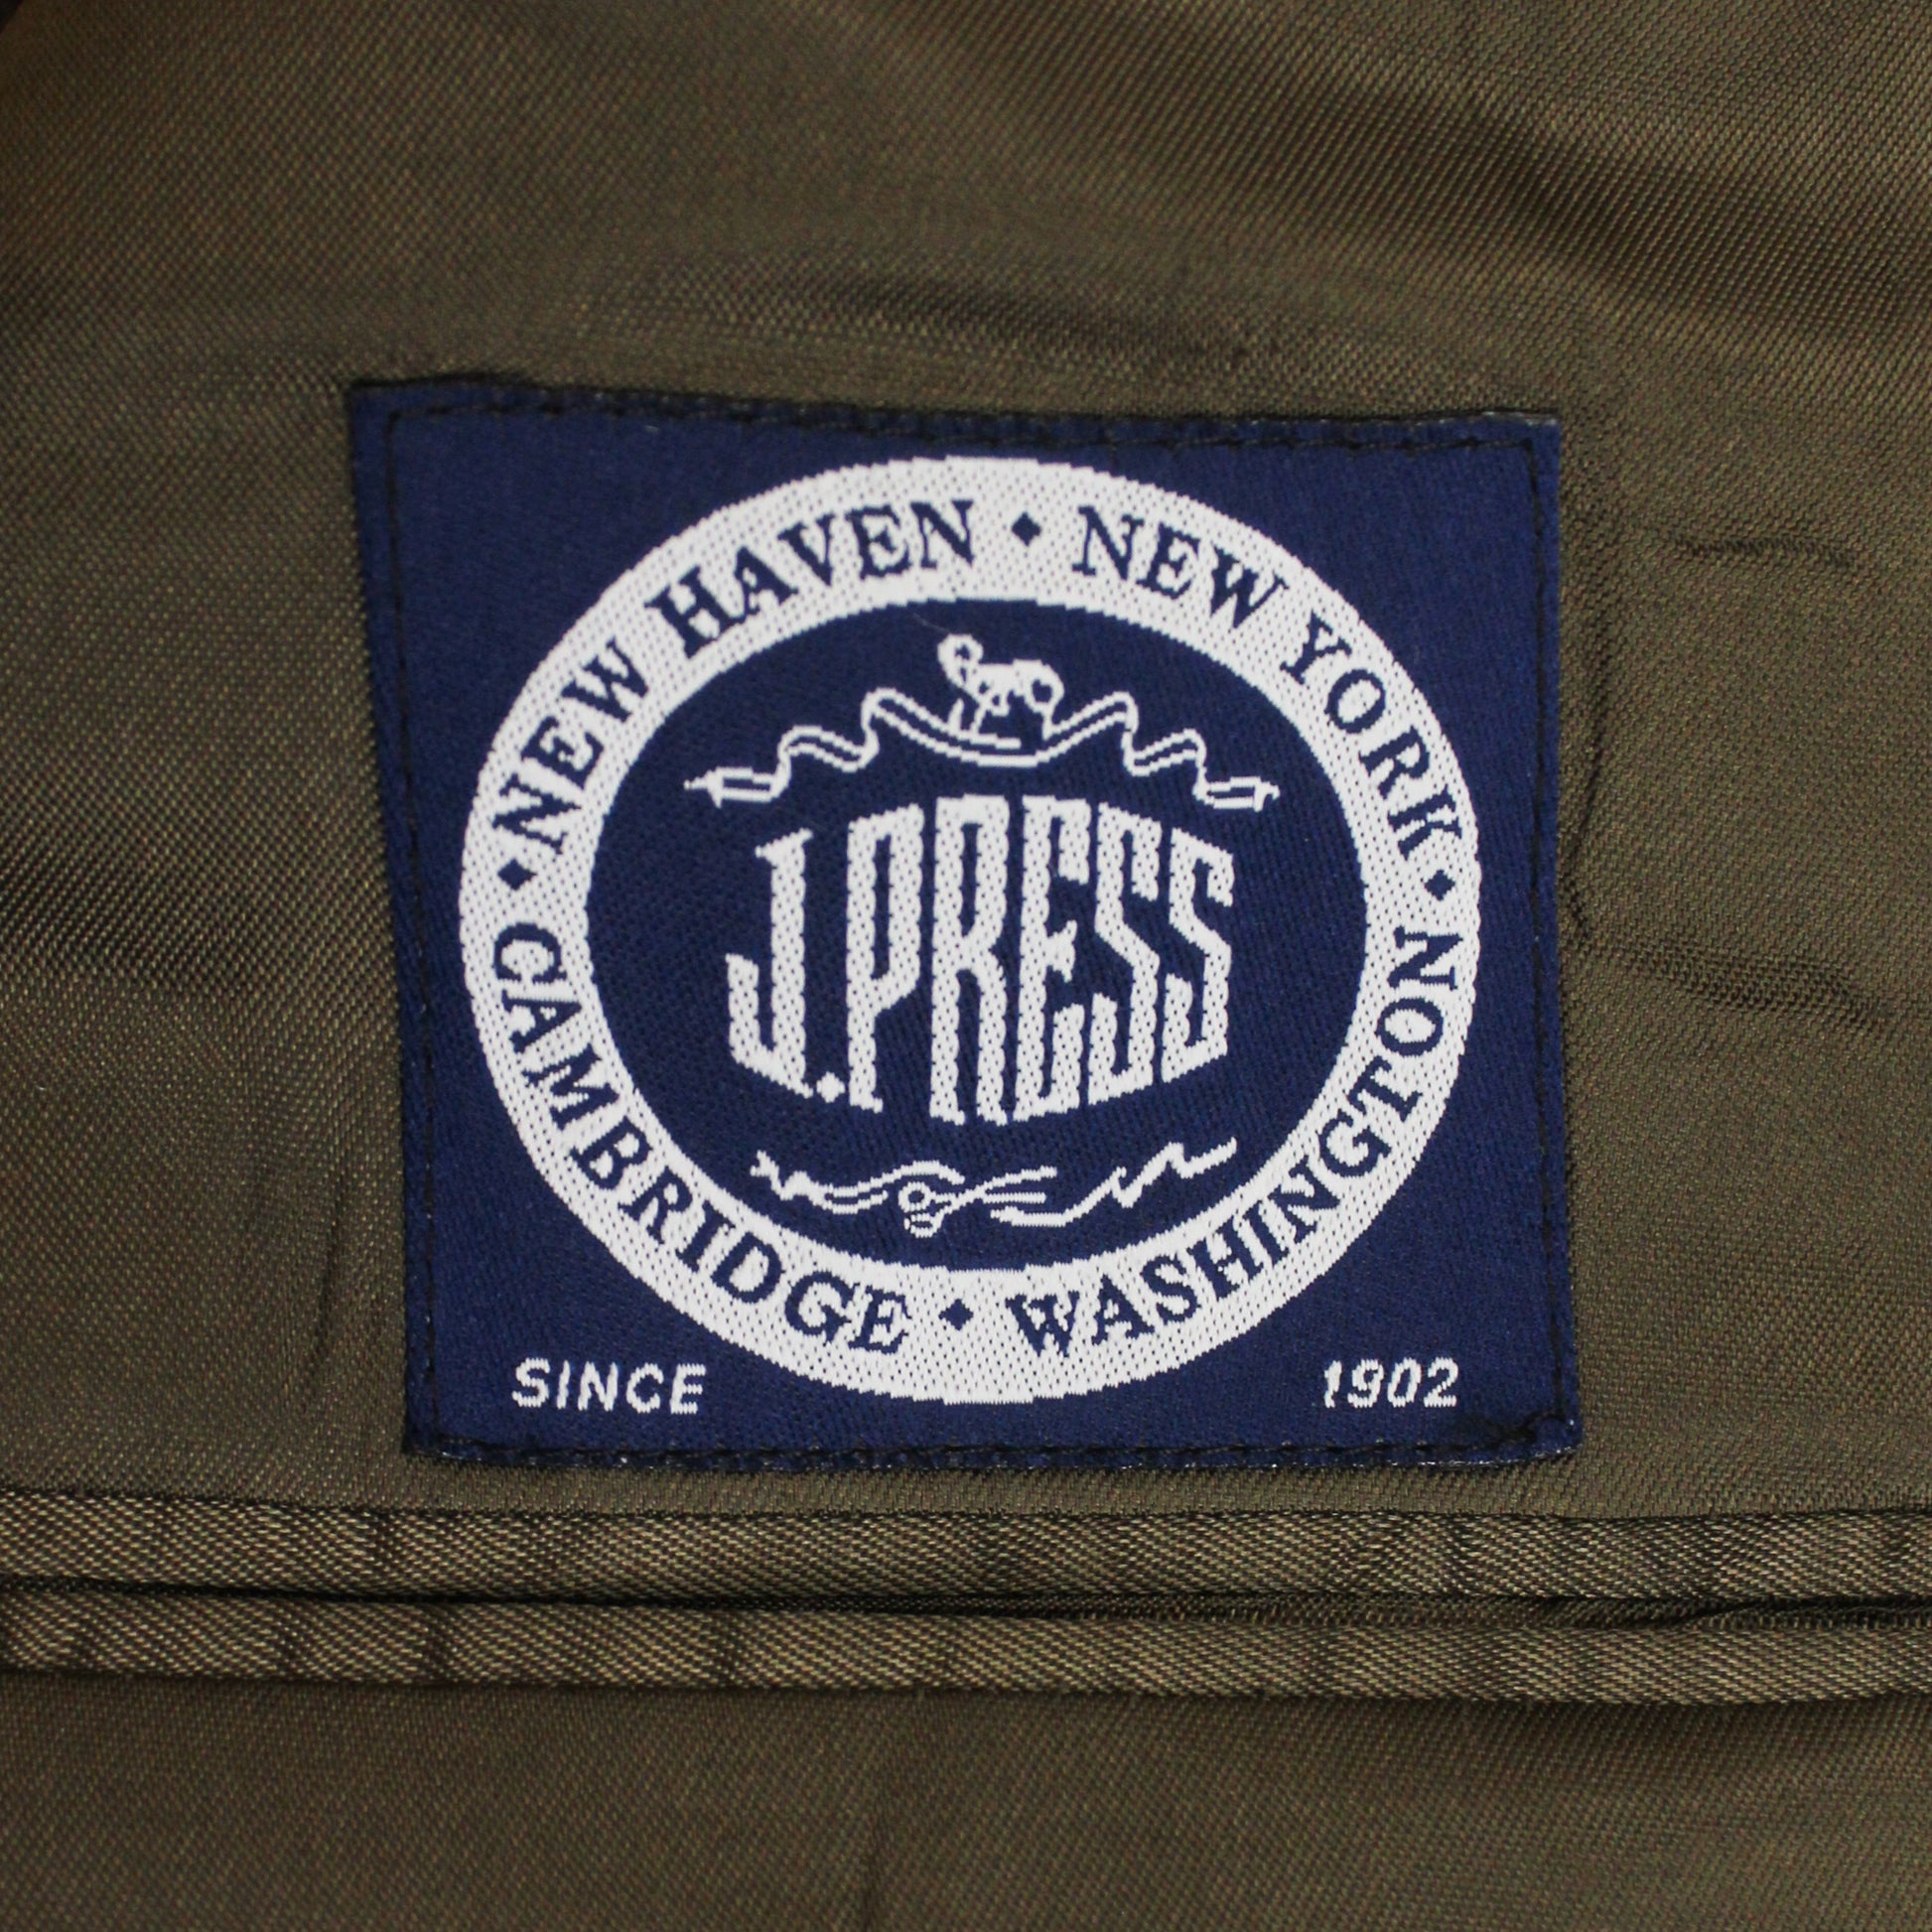 NEW HAVEN ◆ NEW YORK ◆
J.PRESS
CAMBRIDGE ◆ WASHINGTON ◆
SINCE 1902